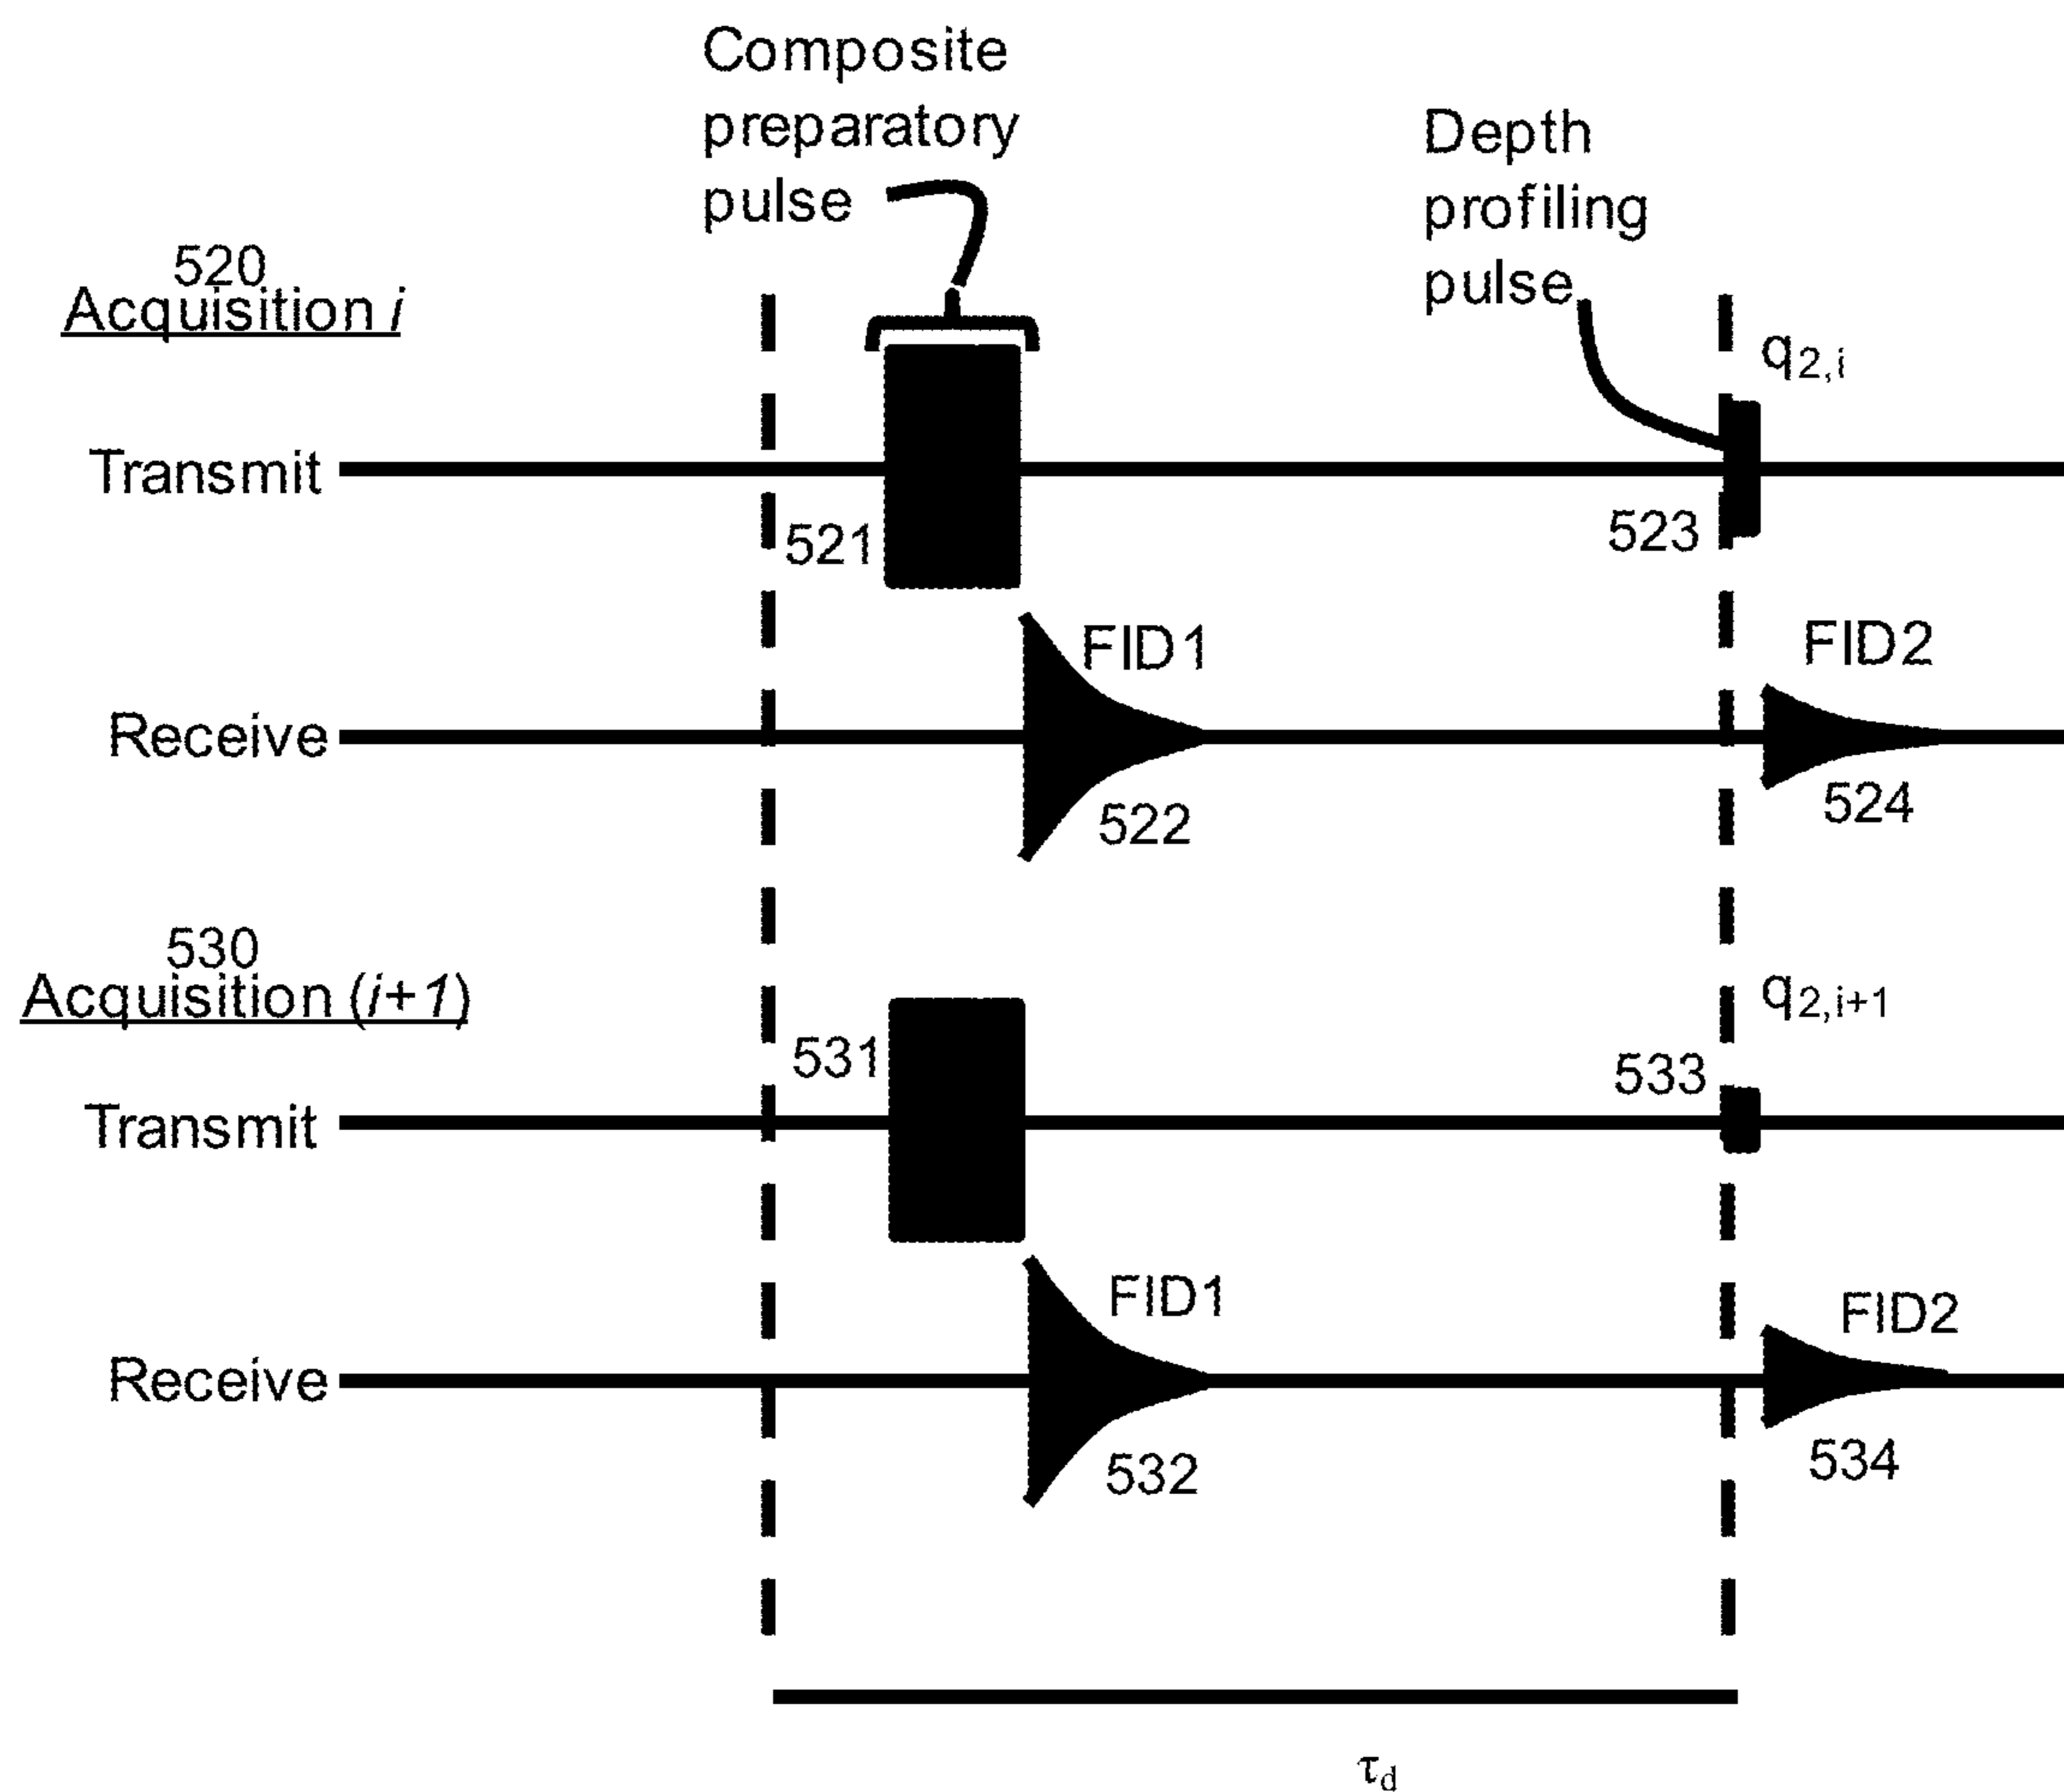 Composite
preparatory
pulse
Depth
profiling
pulse
520
Acquisition i
q2,i
Transmit
521
523
FID1
FID2
Receive
522
524
530
Acquisition (i+1)
q2,i+1
531
533
Transmit
FID1
FID2
Receive
532
534
τd